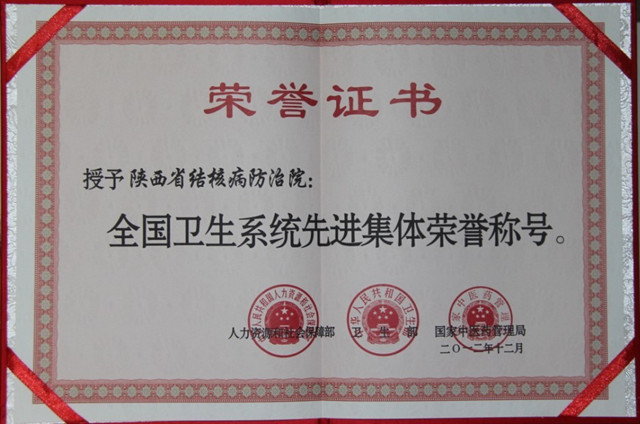 荣誉证书
授予陕西省结核病防治院：
全国卫生系统先进集体荣誉称号。
人力资源和社会保障部 卫生部 国家中医药管理局
二〇一二年十二月